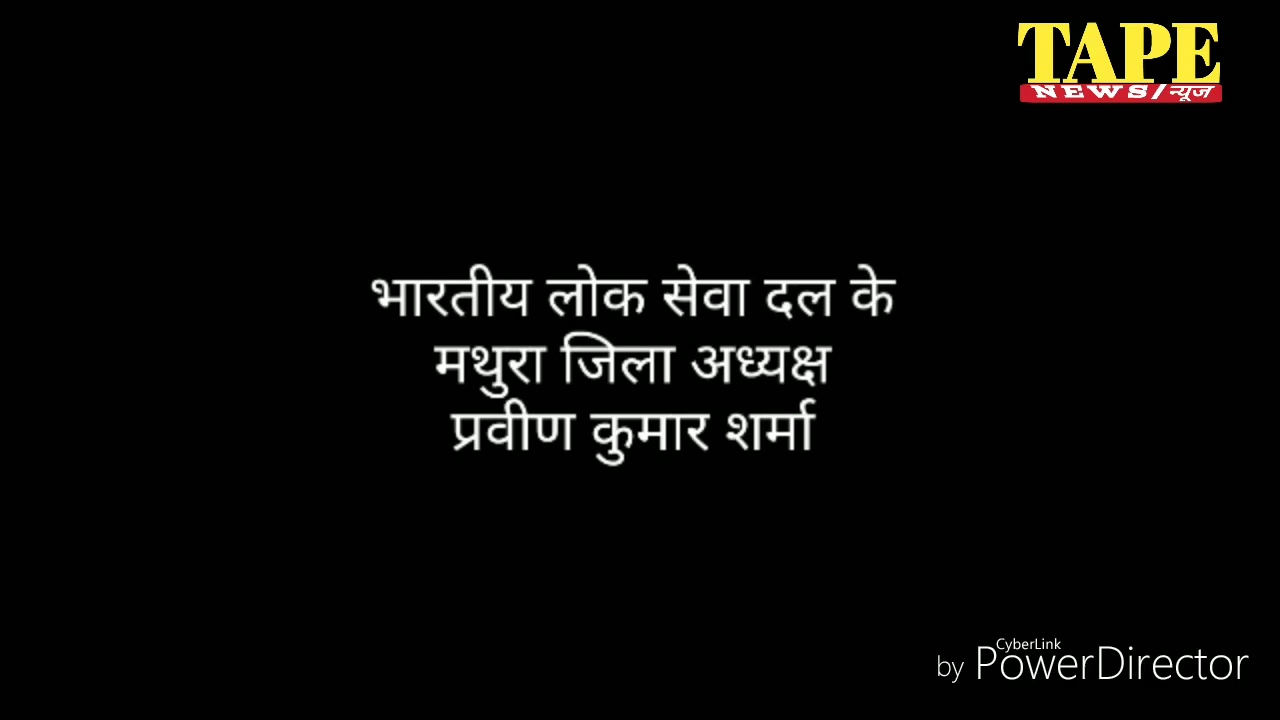 TAPE
NEWS/न्यूज
भारतीय लोक सेवा दल के
मथुरा जिला अध्यक्ष
प्रवीण कुमार शर्मा
CyberLink
by PowerDirector